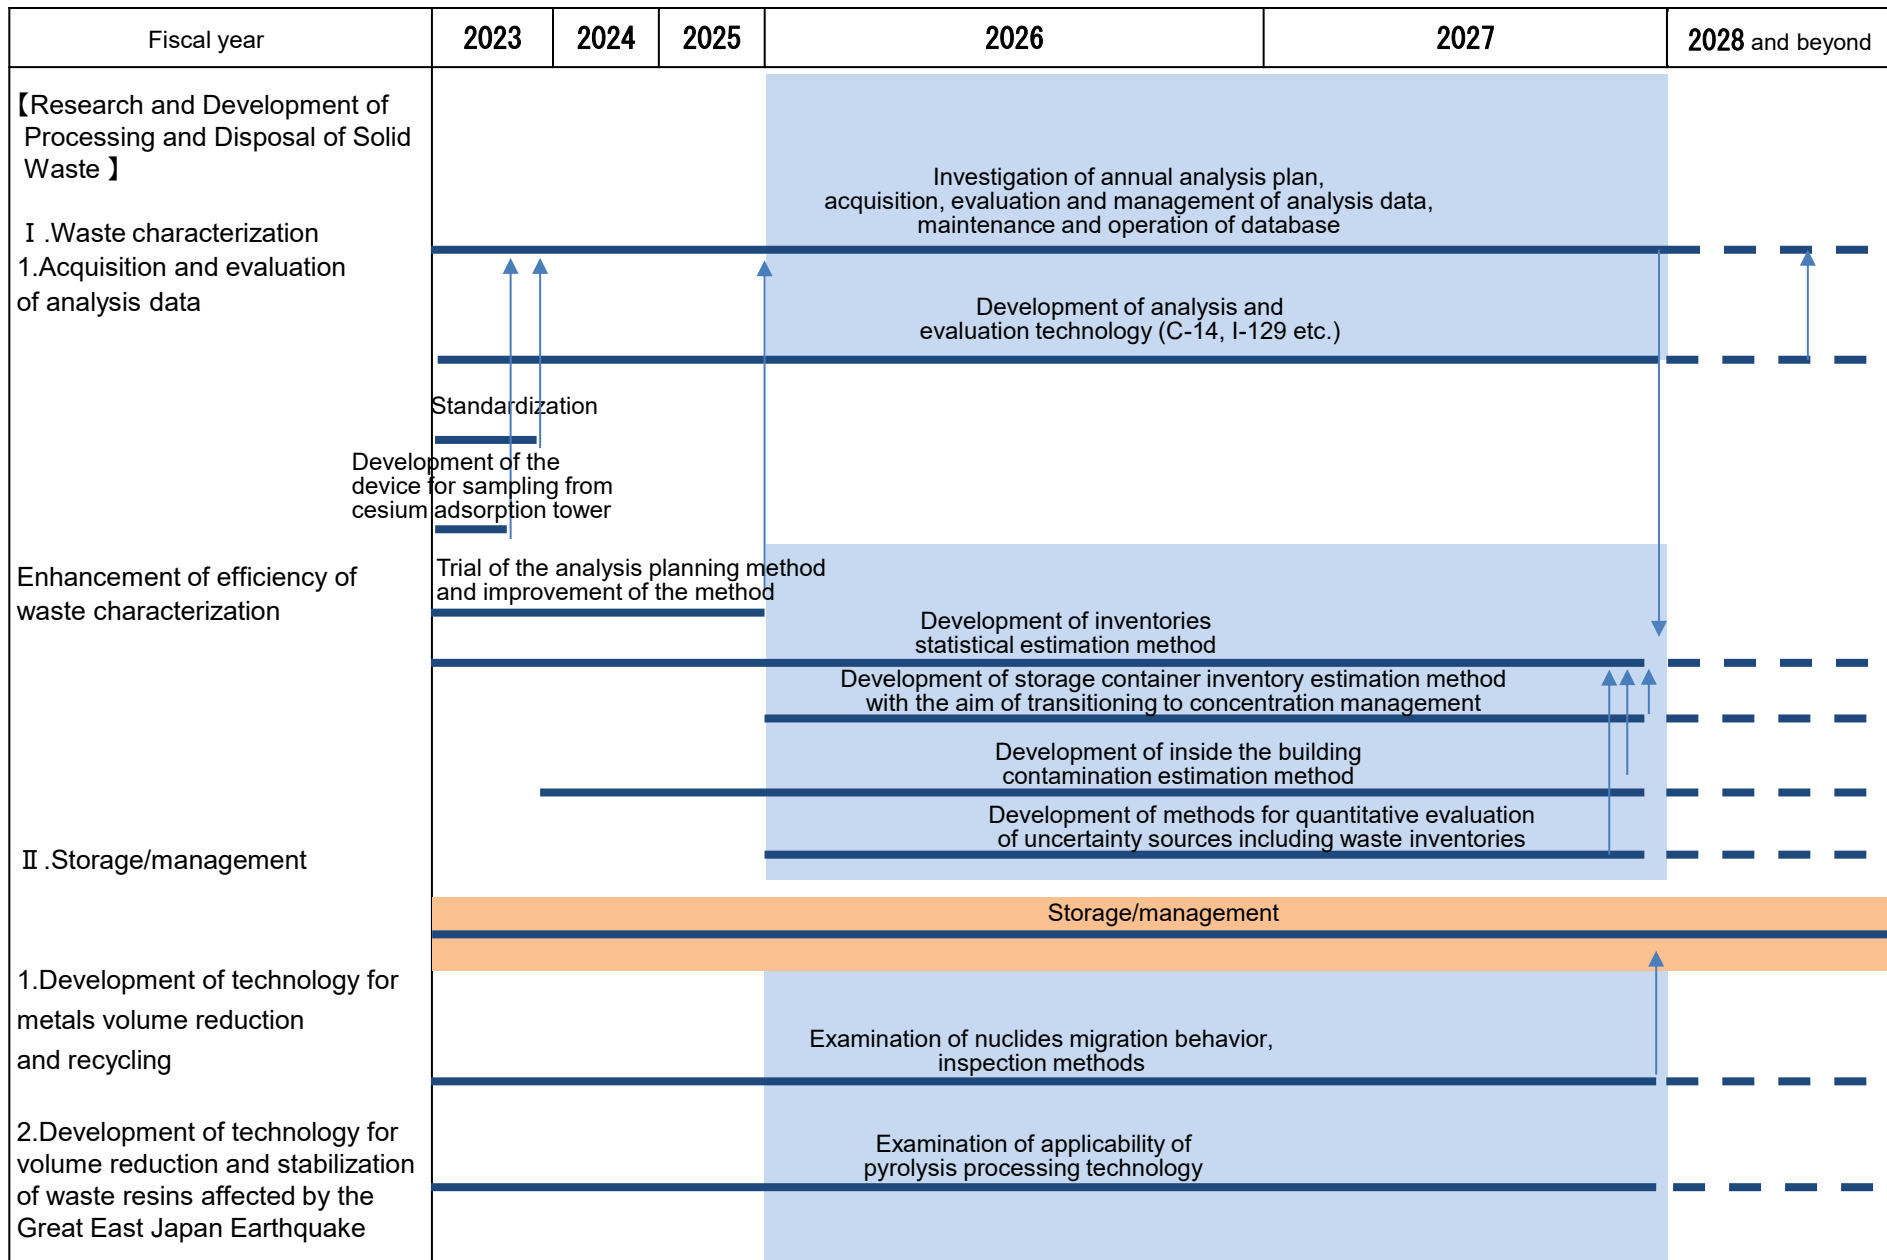 Fiscal year
2023
2024
2025
2026
2027
2028 and beyond
【Research and Development of
Processing and Disposal of Solid
Waste 】
Ⅰ.Waste characterization
1.Acquisition and evaluation
of analysis data
Investigation of annual analysis plan,
acquisition, evaluation and management of analysis data,
maintenance and operation of database
Development of analysis and
evaluation technology (C-14, I-129 etc.)
Standardization
Development of the
device for sampling from
cesium adsorption tower
Enhancement of efficiency of
waste characterization
Trial of the analysis planning method
and improvement of the method
Development of inventories
statistical estimation method
Development of storage container inventory estimation method
with the aim of transitioning to concentration management
Development of inside the building
contamination estimation method
Development of methods for quantitative evaluation
of uncertainty sources including waste inventories
Ⅱ.Storage/management
Storage/management
1.Development of technology for
metals volume reduction
and recycling
Examination of nuclides migration behavior,
inspection methods
2.Development of technology for
volume reduction and stabilization
of waste resins affected by the
Great East Japan Earthquake
Examination of applicability of
pyrolysis processing technology